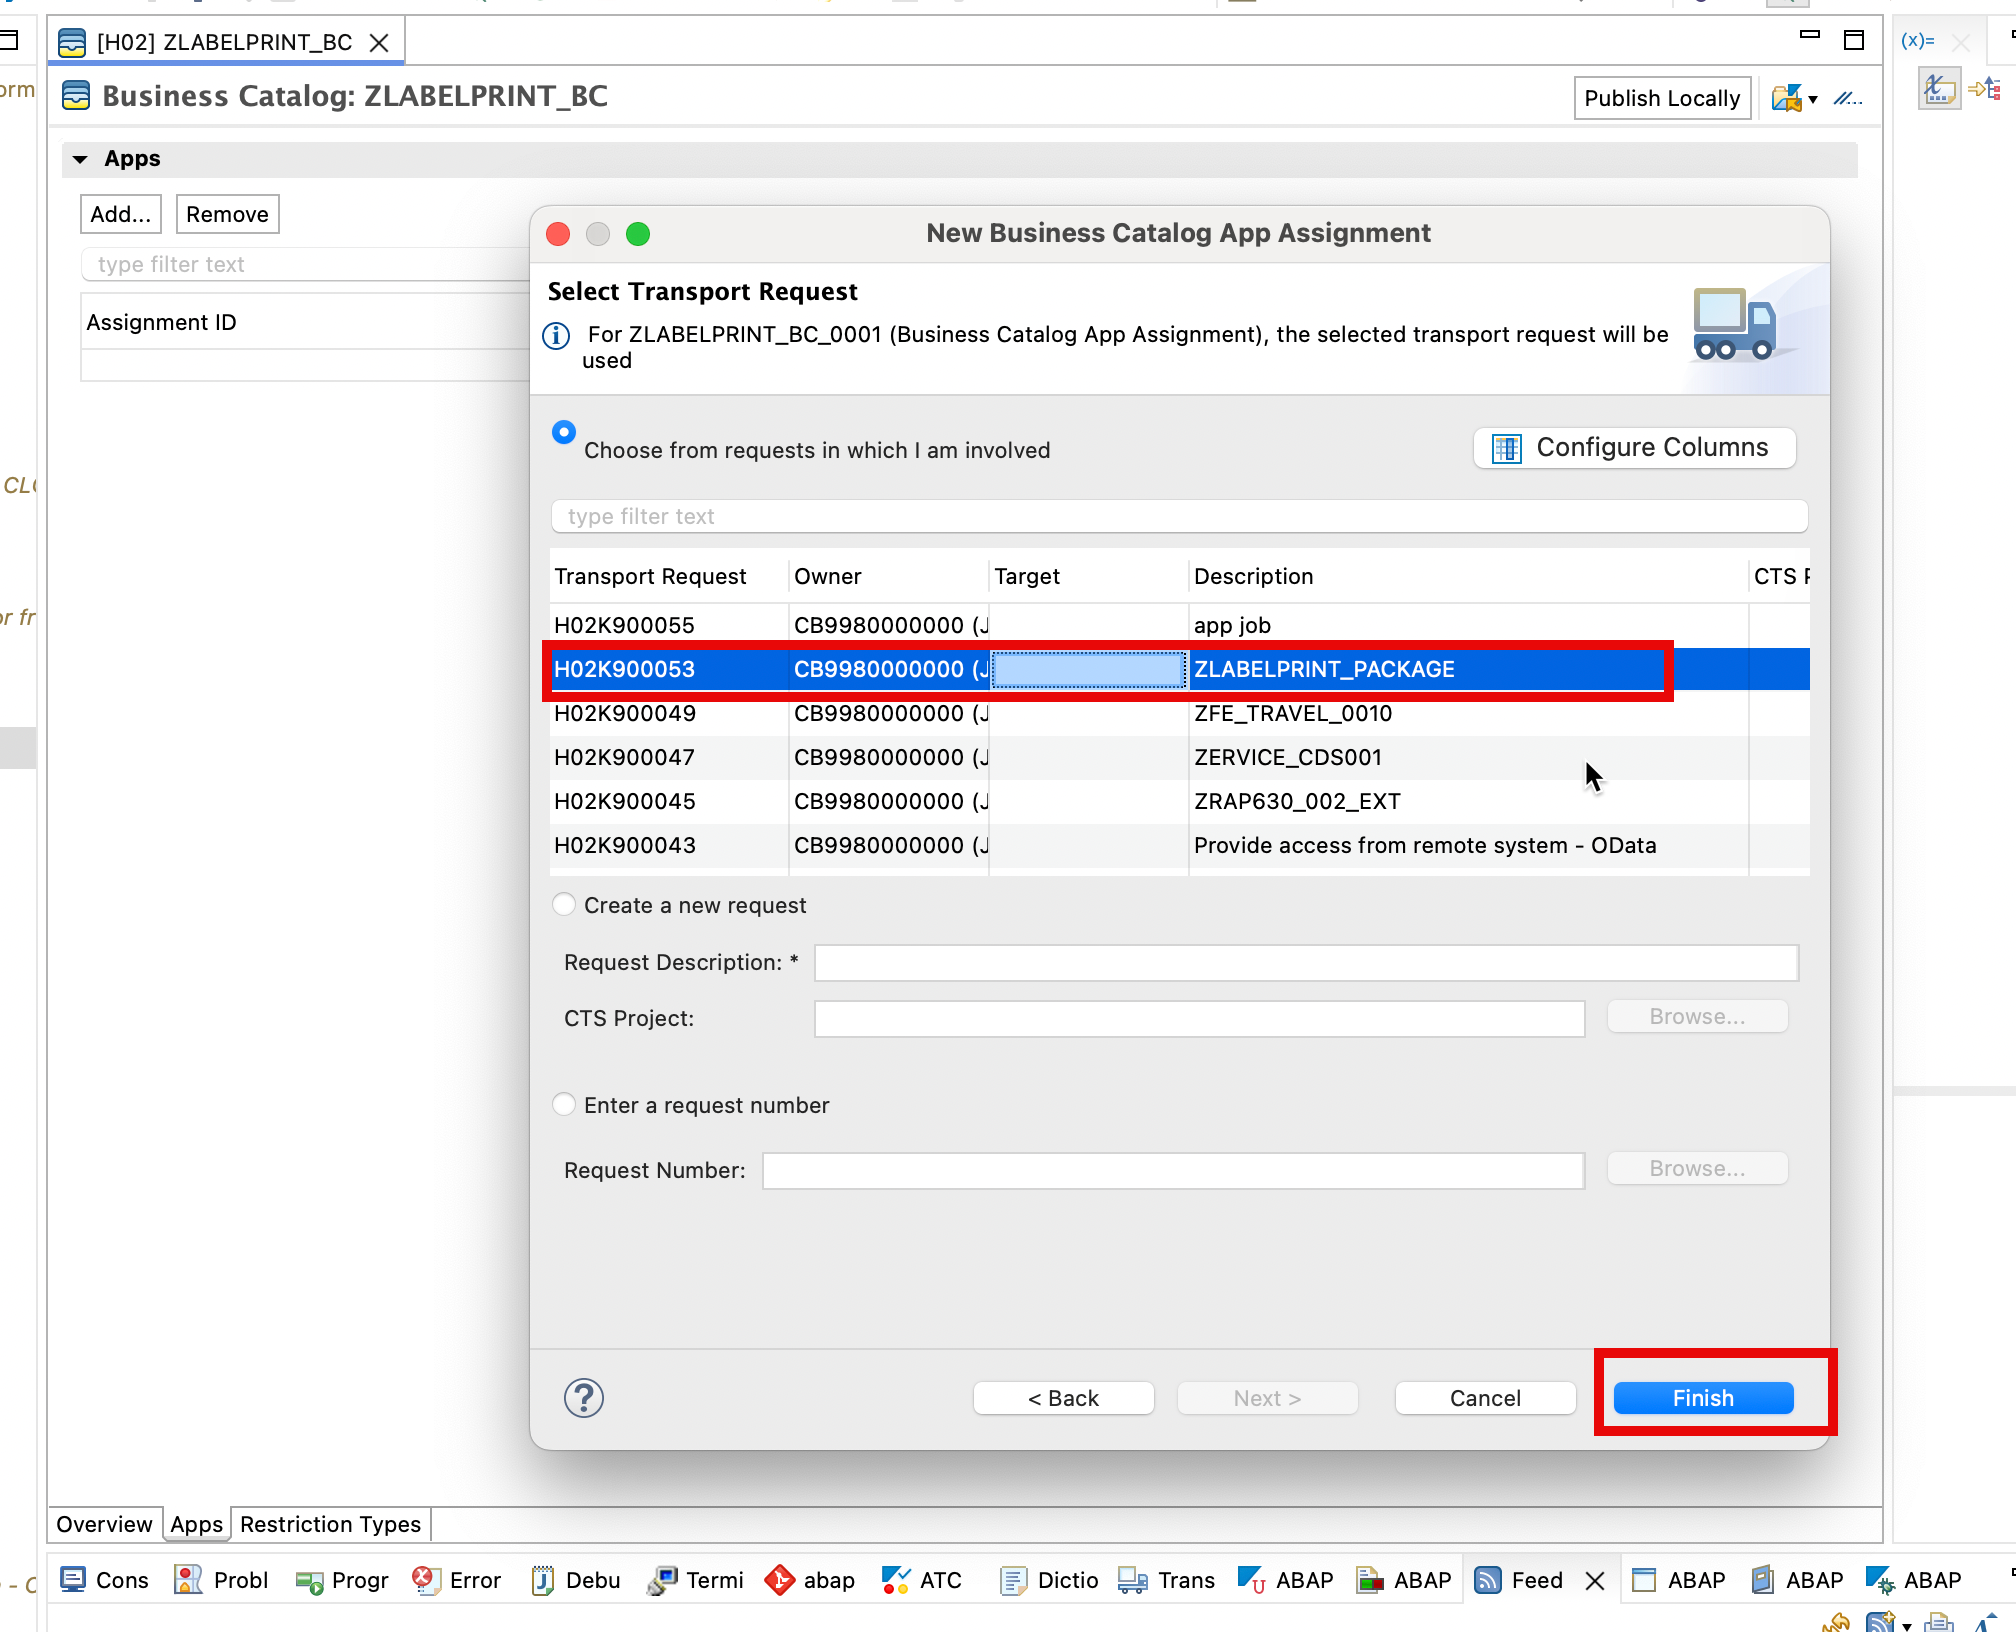 [H02] ZLABELPRINT_BC
(x)=
Business Catalog: ZLABELPRINT_BC
Publish Locally
Apps
Add...
Remove
type filter text
Assignment ID
New Business Catalog App Assignment
Select Transport Request
For ZLABELPRINT_BC_0001 (Business Catalog App Assignment), the selected transport request will be
used
Choose from requests in which I am involved
Configure Columns
type filter text
Transport Request Owner Target Description CTS
H02K900055 CB9980000000 (J app job
H02K900053 CB9980000000 (J ZLABELPRINT_PACKAGE
H02K900049 CB9980000000 (J ZFE_TRAVEL_0010
H02K900047 CB9980000000 (J ZERVICE_CDS001
H02K900045 CB9980000000 (J ZRAP630_002_EXT
H02K900043 CB9980000000 (J Provide access from remote system - OData
Create a new request
Request Description: *
CTS Project:
Browse...
Enter a request number
Request Number:
Browse...
?
< Back
Next >
Cancel
Finish
Overview Apps Restriction Types
Cons Probl Progr Error Debu Termi abap ATC Dictio Trans ABAP ABAP Feed ABAP ABAP ABAP